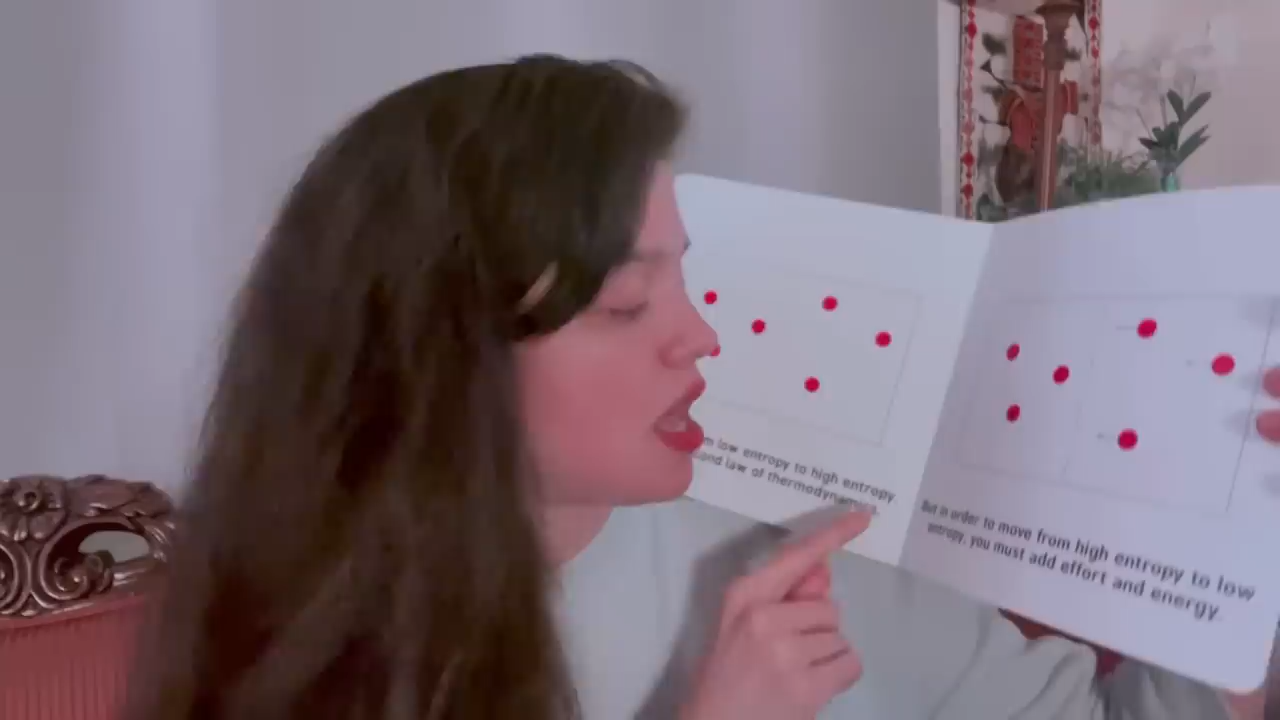 low entropy to high entropy
law of thermodynamics.
But in order to move from high entropy to low
entropy, you must add effort and energy.